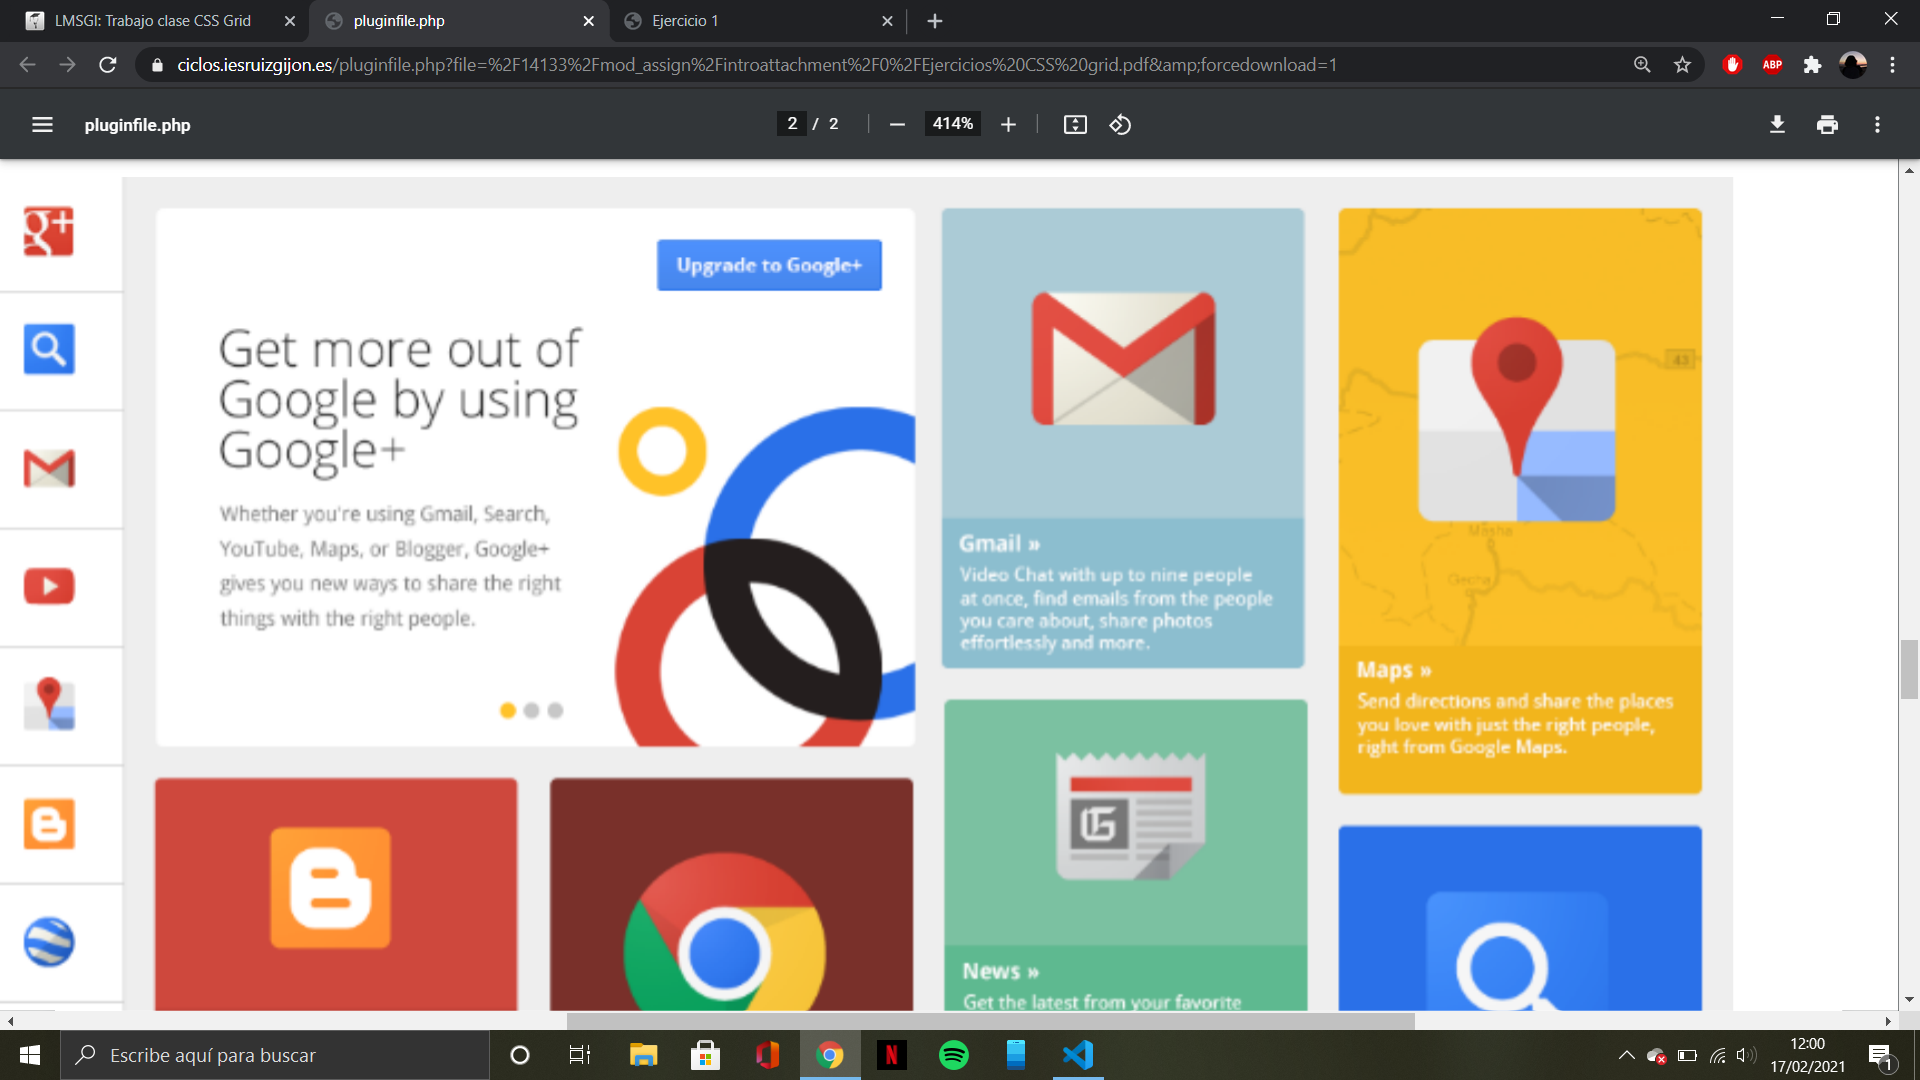 LMSGI: Trabajo clase CSS Grid
pluginfile.php
Ejercicio 1
ciclos.iesruizgijon.es/pluginfile.php?file=%2F14133%2Fmod_assign%2Fintroattachment%2F0%2FEjercicios%20CSS%20grid.pdf&amp;forcedownload=1
ABP
pluginfile.php
2 / 2
414%
g+
Upgrade to Google+
Get more out of
Google by using
Google+
Whether you're using Gmail, Search,
YouTube, Maps, or Blogger, Google+
gives you new ways to share the right
things with the right people.
Gmail »
Video Chat with up to nine people
at once, find emails from the people
you care about, share photos
effortlessly and more.
43
Masha
Gecha
Maps »
Send directions and share the places
you love with just the right people,
right from Google Maps.
G
News »
Get the latest from your favorite
Escribe aquí para buscar
N
12:00
17/02/2021
1